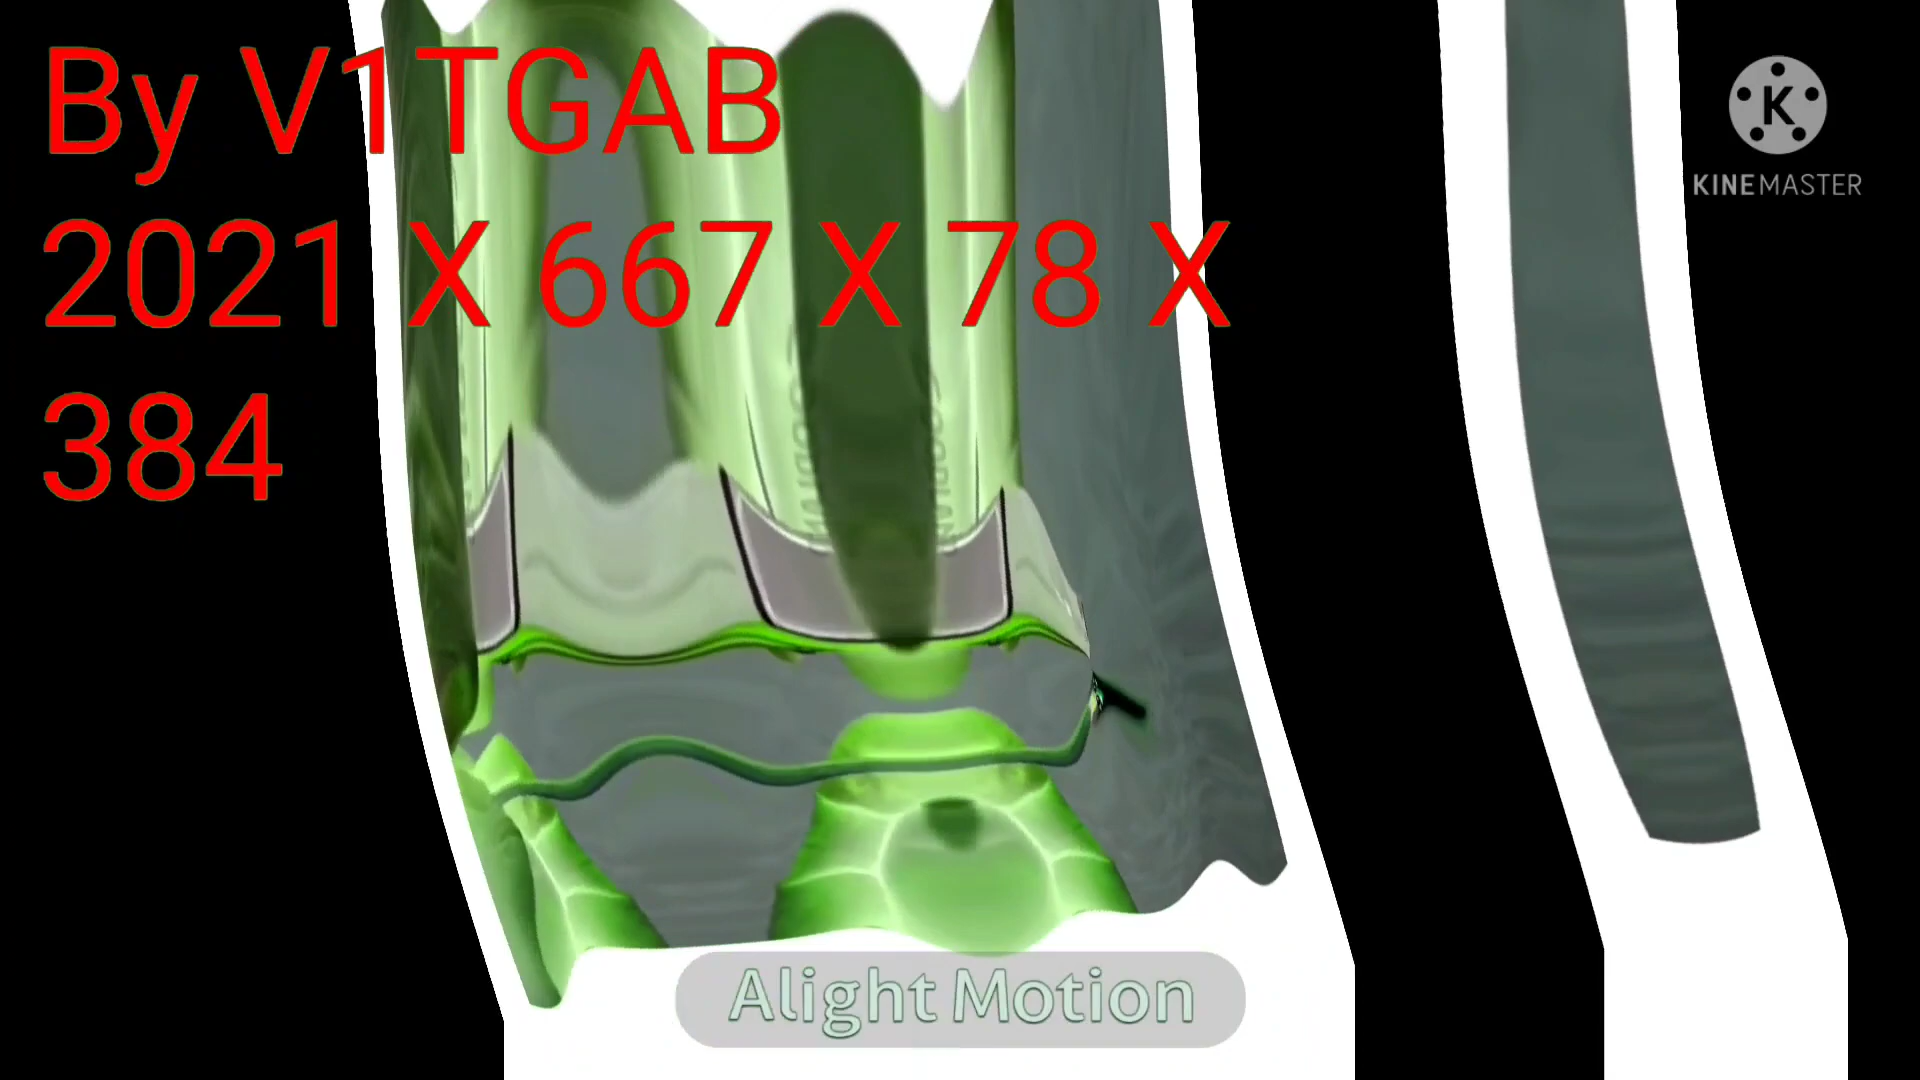 By V1TGAB
2021 X 667 X 78 X
384
KINEMASTER
Alight Motion